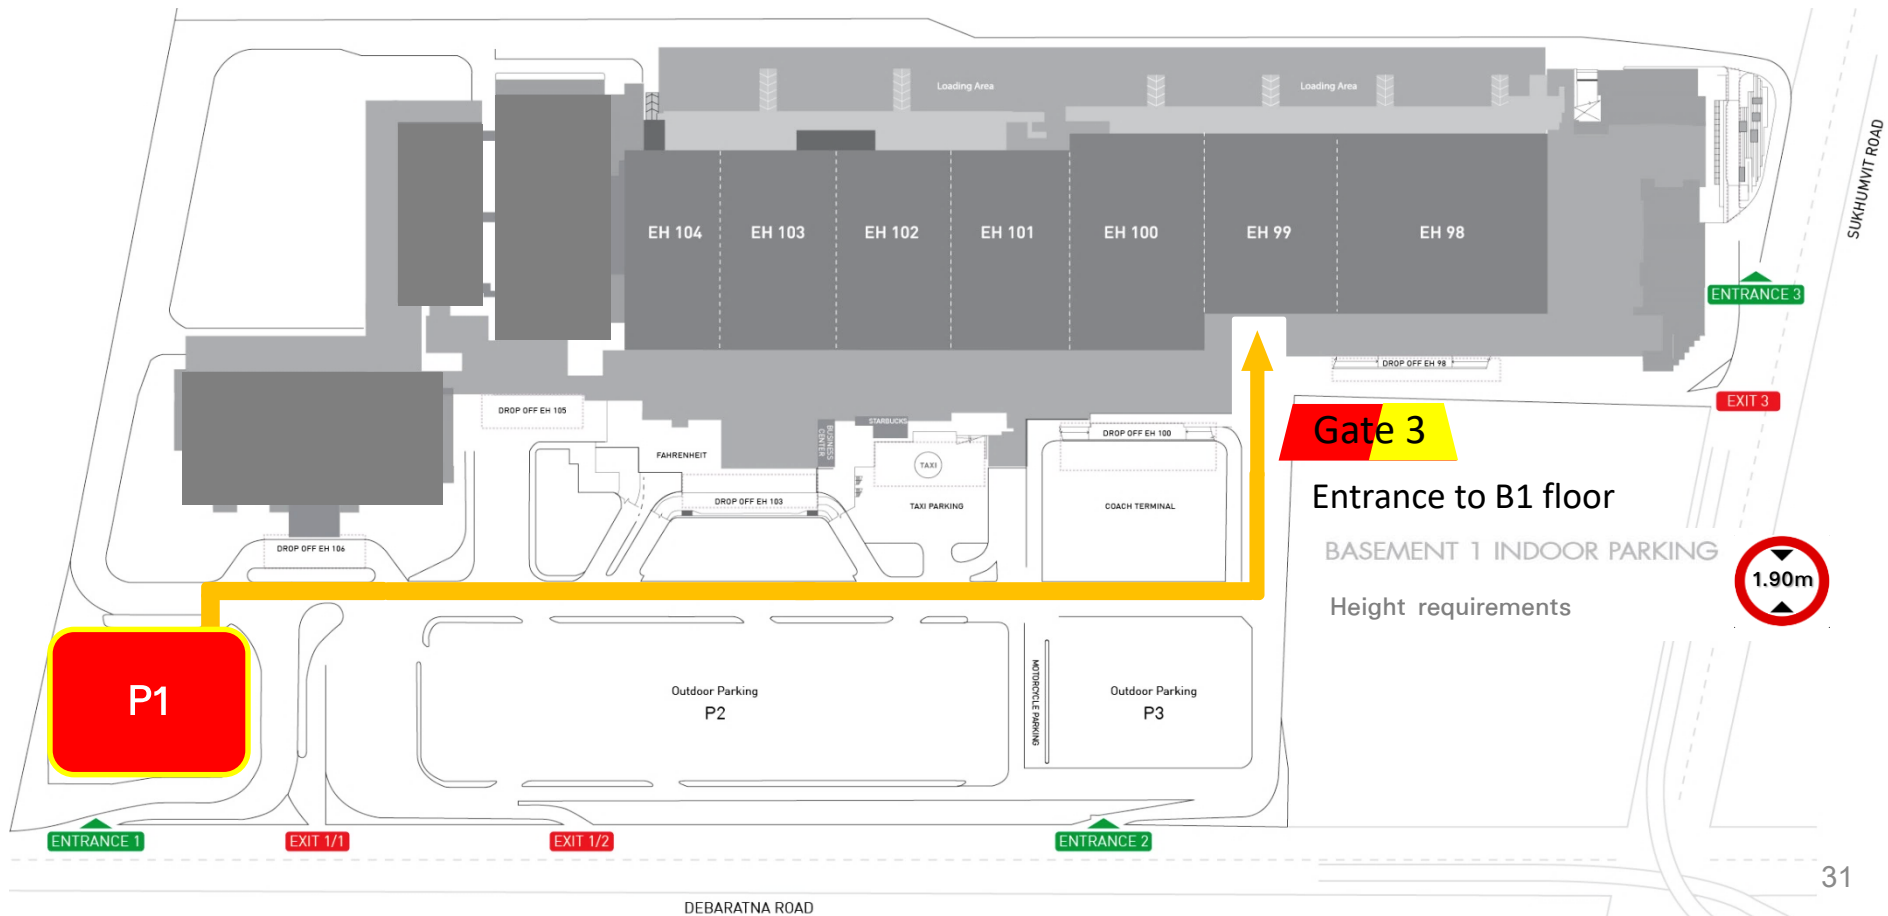 Loading Area
Loading Area
SUKHUMVIT ROAD
EH 104
EH 103
EH 102
EH 101
EH 100
EH 99
EH 98
ENTRANCE 3
DROP OFF EH 98
EXIT 3
DROP OFF EH 105
STARBUCKS
BUSINESS
CENTER
DROP OFF EH 100
Gate 3
FAHRENHEIT
TAXI
Entrance to B1 floor
DROP OFF EH 103
TAXI PARKING
COACH TERMINAL
DROP OFF EH 106
BASEMENT 1 INDOOR PARKING
1.90m
Height requirements
P1
Outdoor Parking
P2
MOTORCYCLE PARKING
Outdoor Parking
P3
ENTRANCE 1
EXIT 1/1
EXIT 1/2
ENTRANCE 2
31
DEBARATNA ROAD